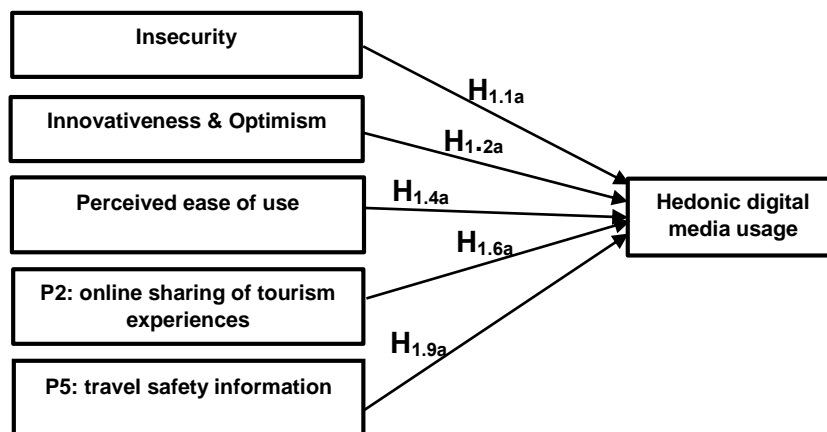 Insecurity
H1.1a
Innovativeness & Optimism
H1.2a
Perceived ease of use
H1.4a
Hedonic digital
media usage
H1.6a
P2: online sharing of tourism
experiences
H1.9a
P5: travel safety information